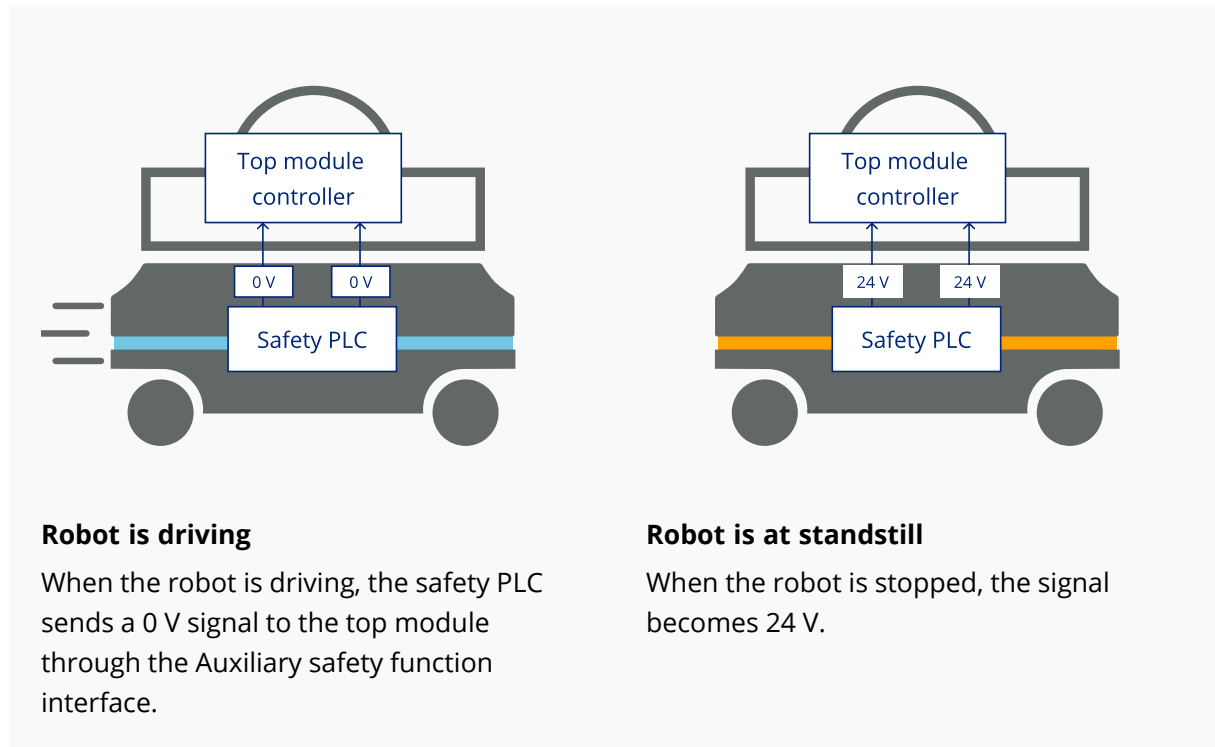 Top module
controller
0 V
0 V
Safety PLC
Top module
controller
24 V
24 V
Safety PLC
Robot is driving
When the robot is driving, the safety PLC
sends a 0 V signal to the top module
through the Auxiliary safety function
interface.
Robot is at standstill
When the robot is stopped, the signal
becomes 24 V.